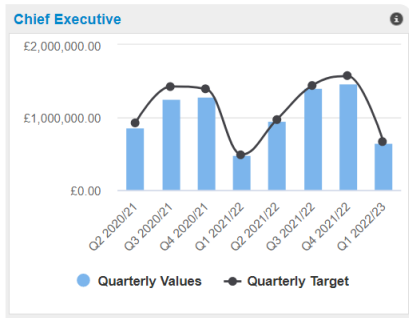 Chief Executive
£2,000,000.00
£1,000,000.00
£0.00
Q2 2020/21
Q3 2020/21
Q4 2020/21
Q1 2021/22
Q2 2021/22
Q3 2021/22
Q4 2021/22
Q1 2022/23
Quarterly Values
Quarterly Target